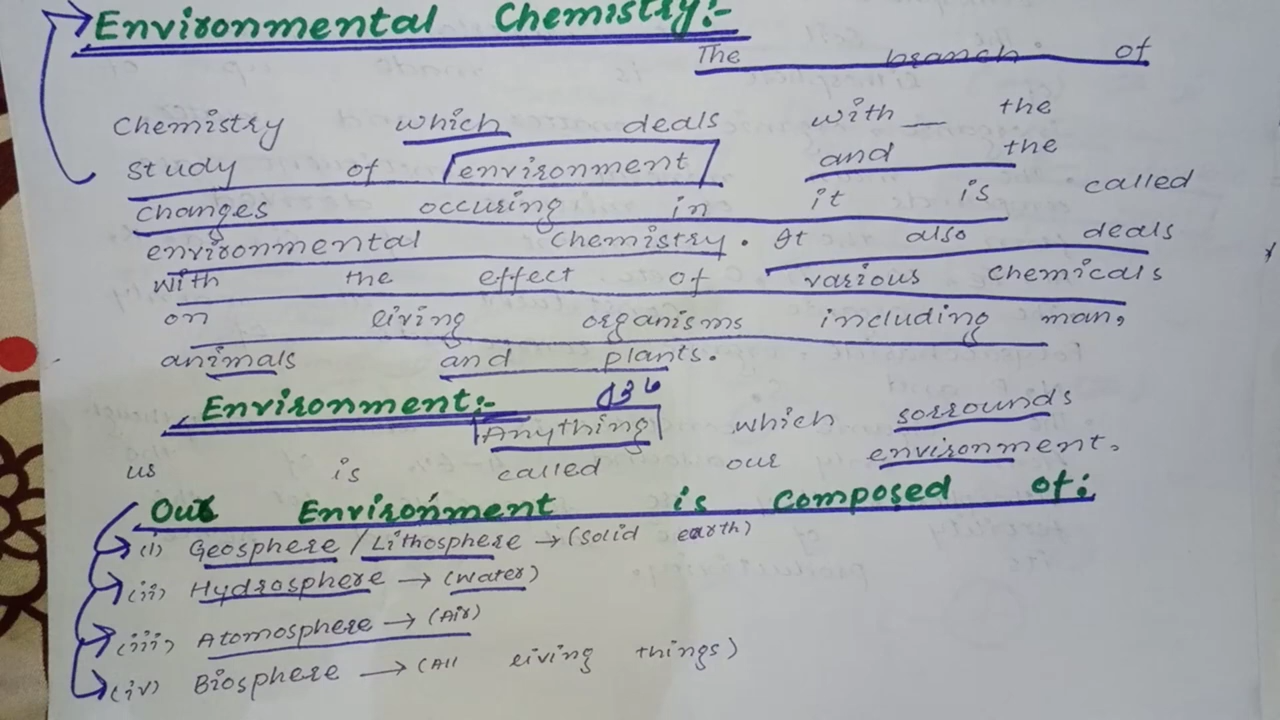 Environmental Chemistry:-
The branch of
Chemistry which deals with the
study of environment and the
changes occuring in it is called
environmental chemistry. It also deals
with the effect of various chemicals
on living organisms including man,
animals and plants.
Environment:-
Anything which sorrounds
us is called our environment.
Our Environment is Composed of:
(i) Geosphere / Lithosphere → (Solid earth)
(ii) Hydrosphere → (Water)
(iii) Atomosphere → (Air)
(iv) Biosphere → (All living things)